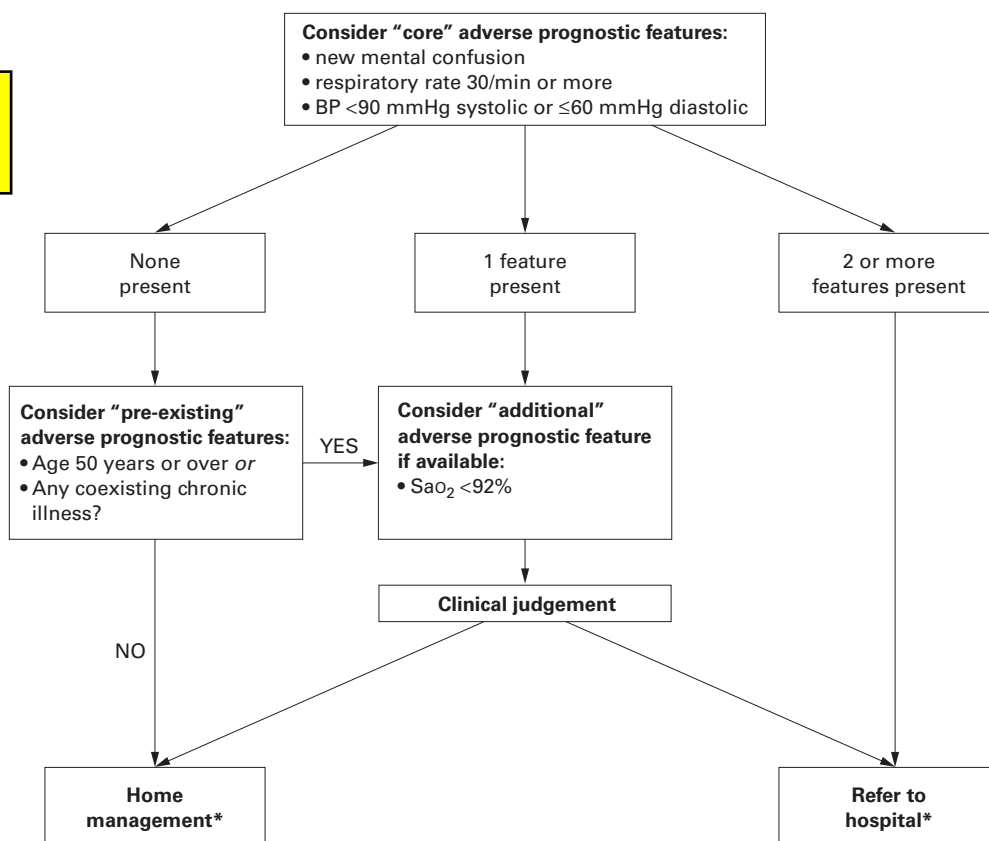 Consider “core” adverse prognostic features:
• new mental confusion
• respiratory rate 30/min or more
• BP <90 mmHg systolic or ≤60 mmHg diastolic
None
present
1 feature
present
2 or more
features present
Consider “pre-existing”
adverse prognostic features:
• Age 50 years or over or
• Any coexisting chronic
illness?
YES
Consider “additional”
adverse prognostic feature
if available:
• SaO₂ <92%
Clinical judgement
NO
Home
management*
Refer to
hospital*